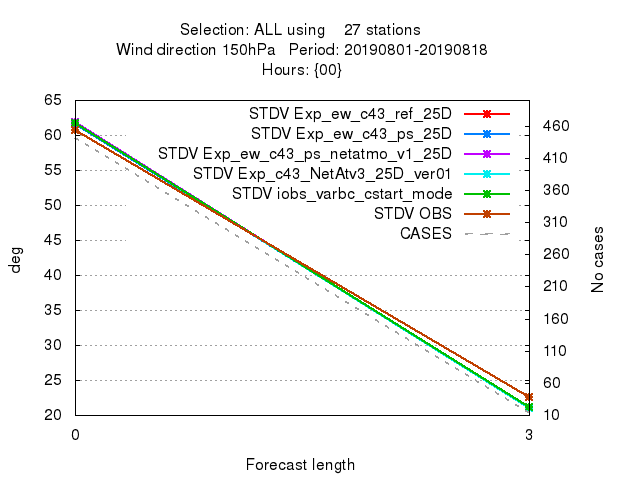 Selection: ALL using    27 stations
Wind direction 150hPa   Period: 20190801-20190818
Hours: {00}
65
60
55
50
45
40
35
30
25
20
deg
STDV Exp_ew_c43_ref_25D
STDV Exp_ew_c43_ps_25D
STDV Exp_ew_c43_ps_netatmo_v1_25D
STDV Exp_c43_NetAtv3_25D_ver01
STDV iobs_varbc_cstart_mode
STDV OBS
CASES
460
410
360
310
260
210
160
110
60
10
No cases
0
3
Forecast length